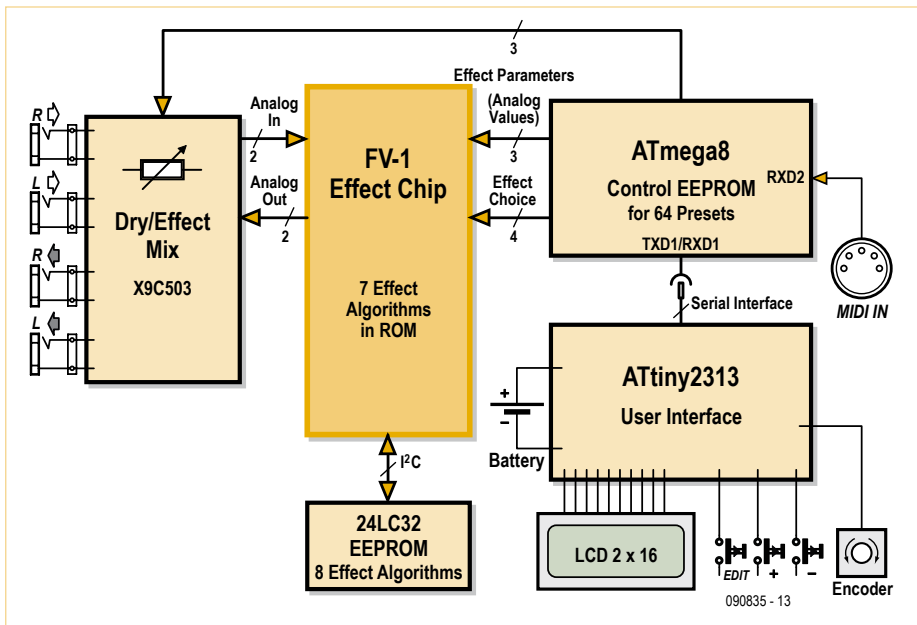 3
Effect Parameters
R
L
R
L
Dry/Effect
Mix
X9C503
Analog
In
2
Analog
Out
2
FV-1
Effect Chip
7 Effect
Algorithms
in ROM
(Analog
Values)
3
Effect
Choice
4
ATmega8
Control EEPROM
for 64 Presets
RXD2
TXD1/RXD1
MIDI IN
Serial Interface
ATtiny2313
User Interface
+
–
Battery
I²C
24LC32
EEPROM
8 Effect Algorithms
LCD 2 x 16
EDIT
+
–
Encoder
090835 - 13